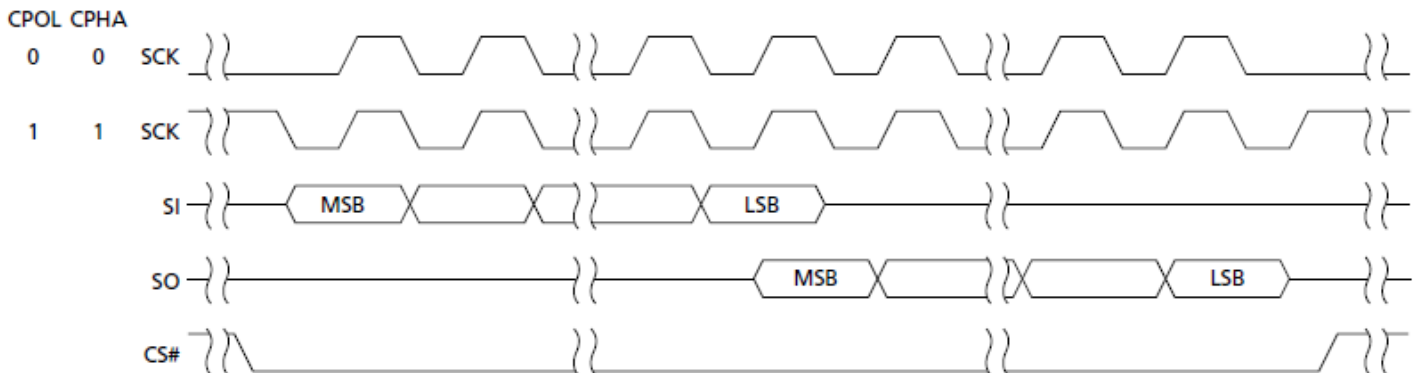 CPOL CPHA
0 0 SCK
1 1 SCK
SI MSB LSB
SO MSB LSB
CS#